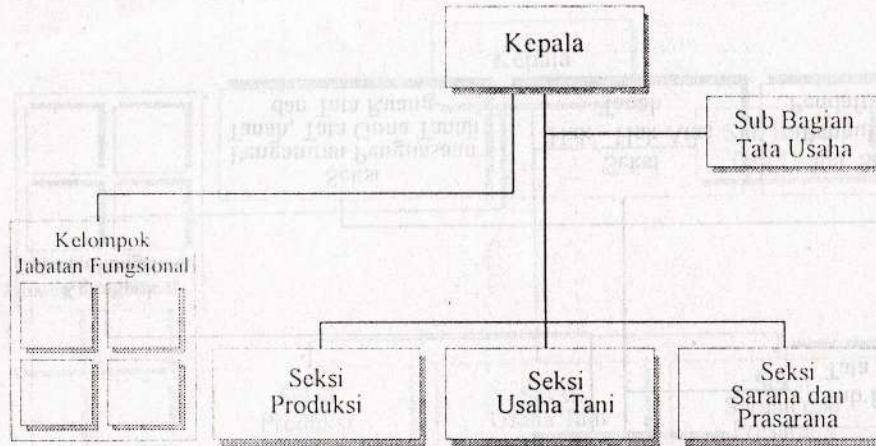 Kepala
Sub Bagian
Tata Usaha
Kelompok
Jabatan Fungsional
Seksi
Produksi
Seksi
Usaha Tani
Seksi
Sarana dan
Prasarana